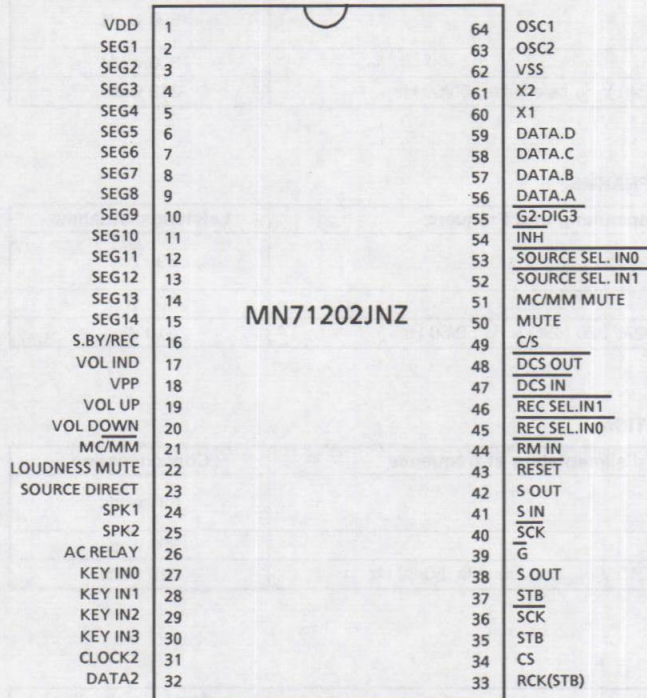 VDD 1
SEG1 2
SEG2 3
SEG3 4
SEG4 5
SEG5 6
SEG6 7
SEG7 8
SEG8 9
SEG9 10
SEG10 11
SEG11 12
SEG12 13
SEG13 14
SEG14 15
S.BY/REC 16
VOL IND 17
VPP 18
VOL UP 19
VOL DOWN 20
MC/MM 21
LOUDNESS MUTE 22
SOURCE DIRECT 23
SPK1 24
SPK2 25
AC RELAY 26
KEY IN0 27
KEY IN1 28
KEY IN2 29
KEY IN3 30
CLOCK2 31
DATA2 32
MN71202JNZ
64 OSC1
63 OSC2
62 VSS
61 X2
60 X1
59 DATA.D
58 DATA.C
57 DATA.B
56 DATA.A
55 G2·DIG3
54 INH
53 SOURCE SEL. IN0
52 SOURCE SEL. IN1
51 MC/MM MUTE
50 MUTE
49 C/S
48 DCS OUT
47 DCS IN
46 REC SEL.IN1
45 REC SEL.IN0
44 RM IN
43 RESET
42 S OUT
41 S IN
40 SCK
39 G
38 S OUT
37 STB
36 SCK
35 STB
34 CS
33 RCK(STB)